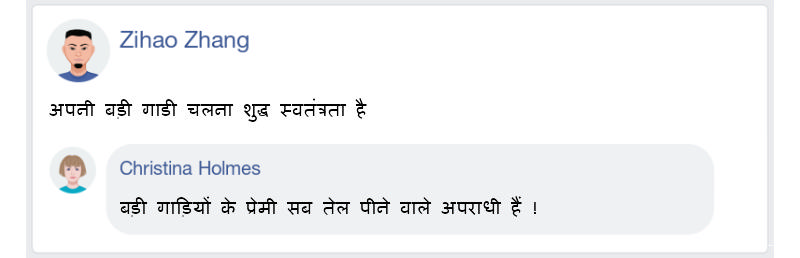 Zihao Zhang
अपनी बड़ी गाडी चलना शुद्ध स्वतंत्रता है
Christina Holmes
बड़ी गाड़ियों के प्रेमी सब तेल पीने वाले अपराधी हैं !